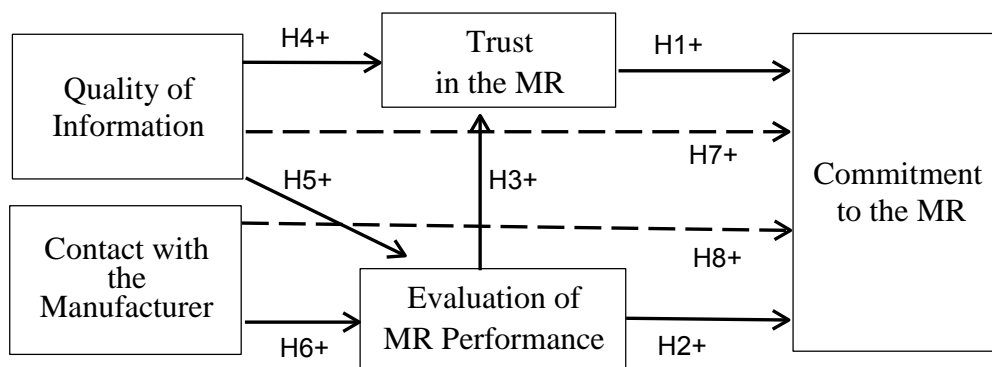 Quality of
Information
H4+
Trust
in the MR
H1+
H7+
H5+
H3+
Commitment
to the MR
Contact with
the
Manufacturer
H8+
H6+
Evaluation of
MR Performance
H2+